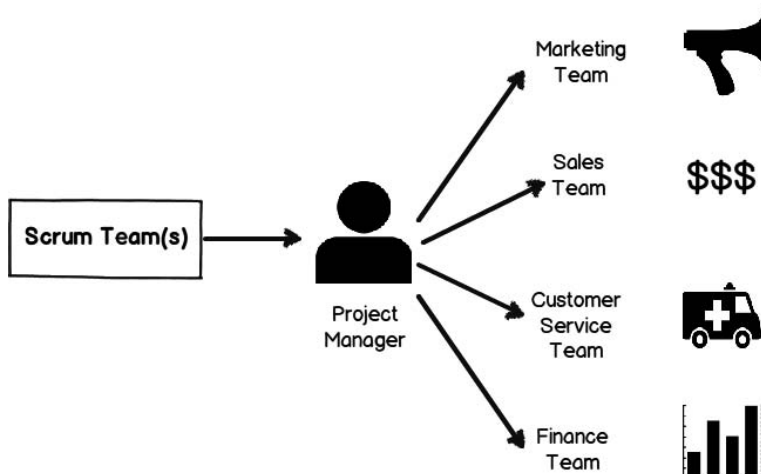 Marketing
Team
Sales
Team
$$$
Scrum Team(s)
Project
Manager
Customer
Service
Team
Finance
Team